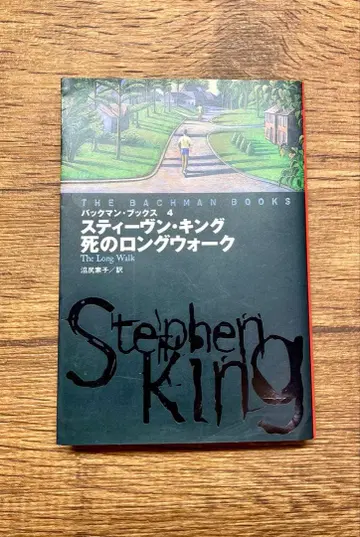 THE BACHMAN BOOKS
バックマン・ブックス 4
スティーヴン・キング
死のロングウォーク
The Long Walk
沼尻素子/訳
Stephen
King